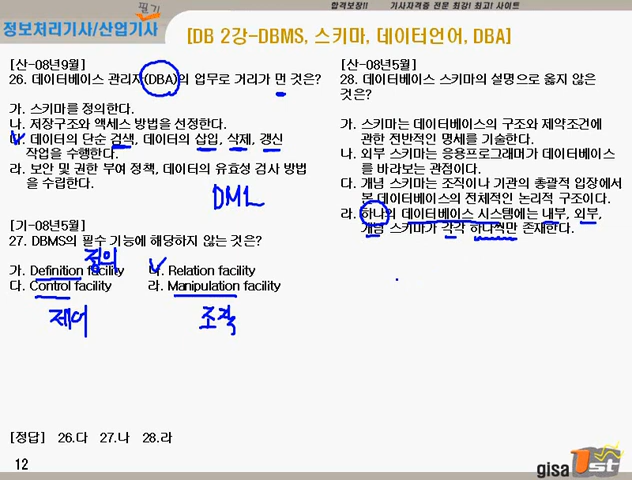 합격보장!! 기사자격증 전문 최강! 최고! 사이트
필기
정보처리기사/산업기사
[DB 2강-DBMS, 스키마, 데이터언어, DBA]
[산-08년9월]
26. 데이터베이스 관리자(DBA)의 업무로 거리가 먼 것은?
가. 스키마를 정의한다.
나. 저장구조와 액세스 방법을 선정한다.
다. 데이터의 단순 검색, 데이터의 삽입, 삭제, 갱신
작업을 수행한다.
라. 보안 및 권한 부여 정책, 데이터의 유효성 검사 방법
을 수립한다.
DML
[기-08년5월]
27. DBMS의 필수 기능에 해당하지 않는 것은?
정의
가. Definition facility 나. Relation facility
다. Control facility 라. Manipulation facility
제어 조작
[산-08년5월]
28. 데이터베이스 스키마의 설명으로 옳지 않은
것은?
가. 스키마는 데이터베이스의 구조와 제약조건에
관한 전반적인 명세를 기술한다.
나. 외부 스키마는 응용프로그래머가 데이터베이스
를 바라보는 관점이다.
다. 개념 스키마는 조직이나 기관의 총괄적 입장에서
본 데이터베이스의 전체적인 논리적 구조이다.
라. 하나의 데이터베이스 시스템에는 내부, 외부,
개념 스키마가 각각 하나씩만 존재한다.
[정답] 26.다 27.나 28.라
12
gisa 1st